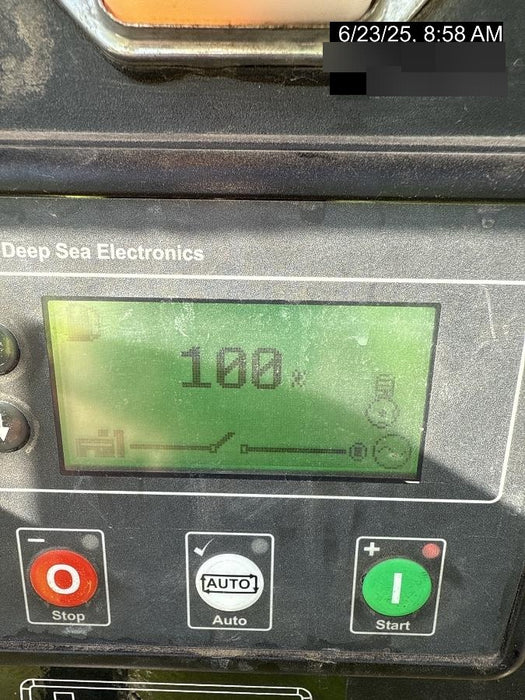 6/23/25, 8:58 AM
Deep Sea Electronics
100%
−
O
Stop
✓
AUTO
Auto
+
I
Start